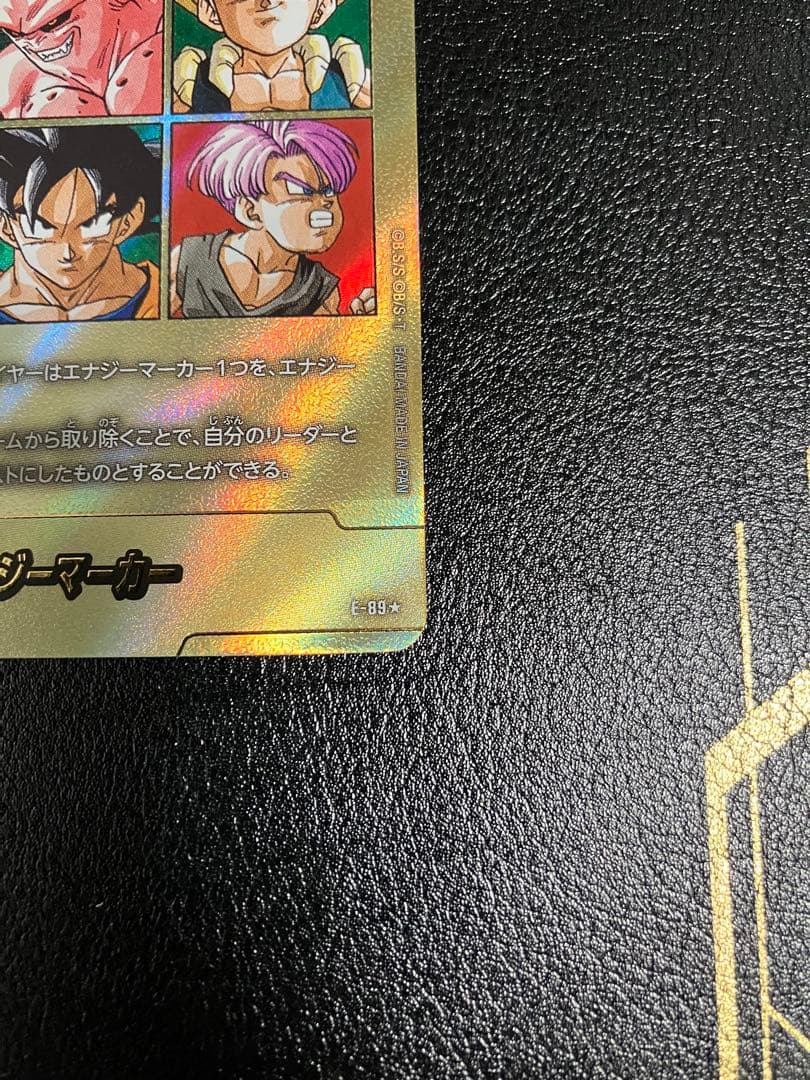 ©B.S/S ©B/S・T BANDAI MADE IN JAPAN
イヤーはエナジーマーカー1つを、エナジー
ームから取り除くことで、自分のリーダーと
ストにしたものとすることができる。
ジーマーカー
E-89★